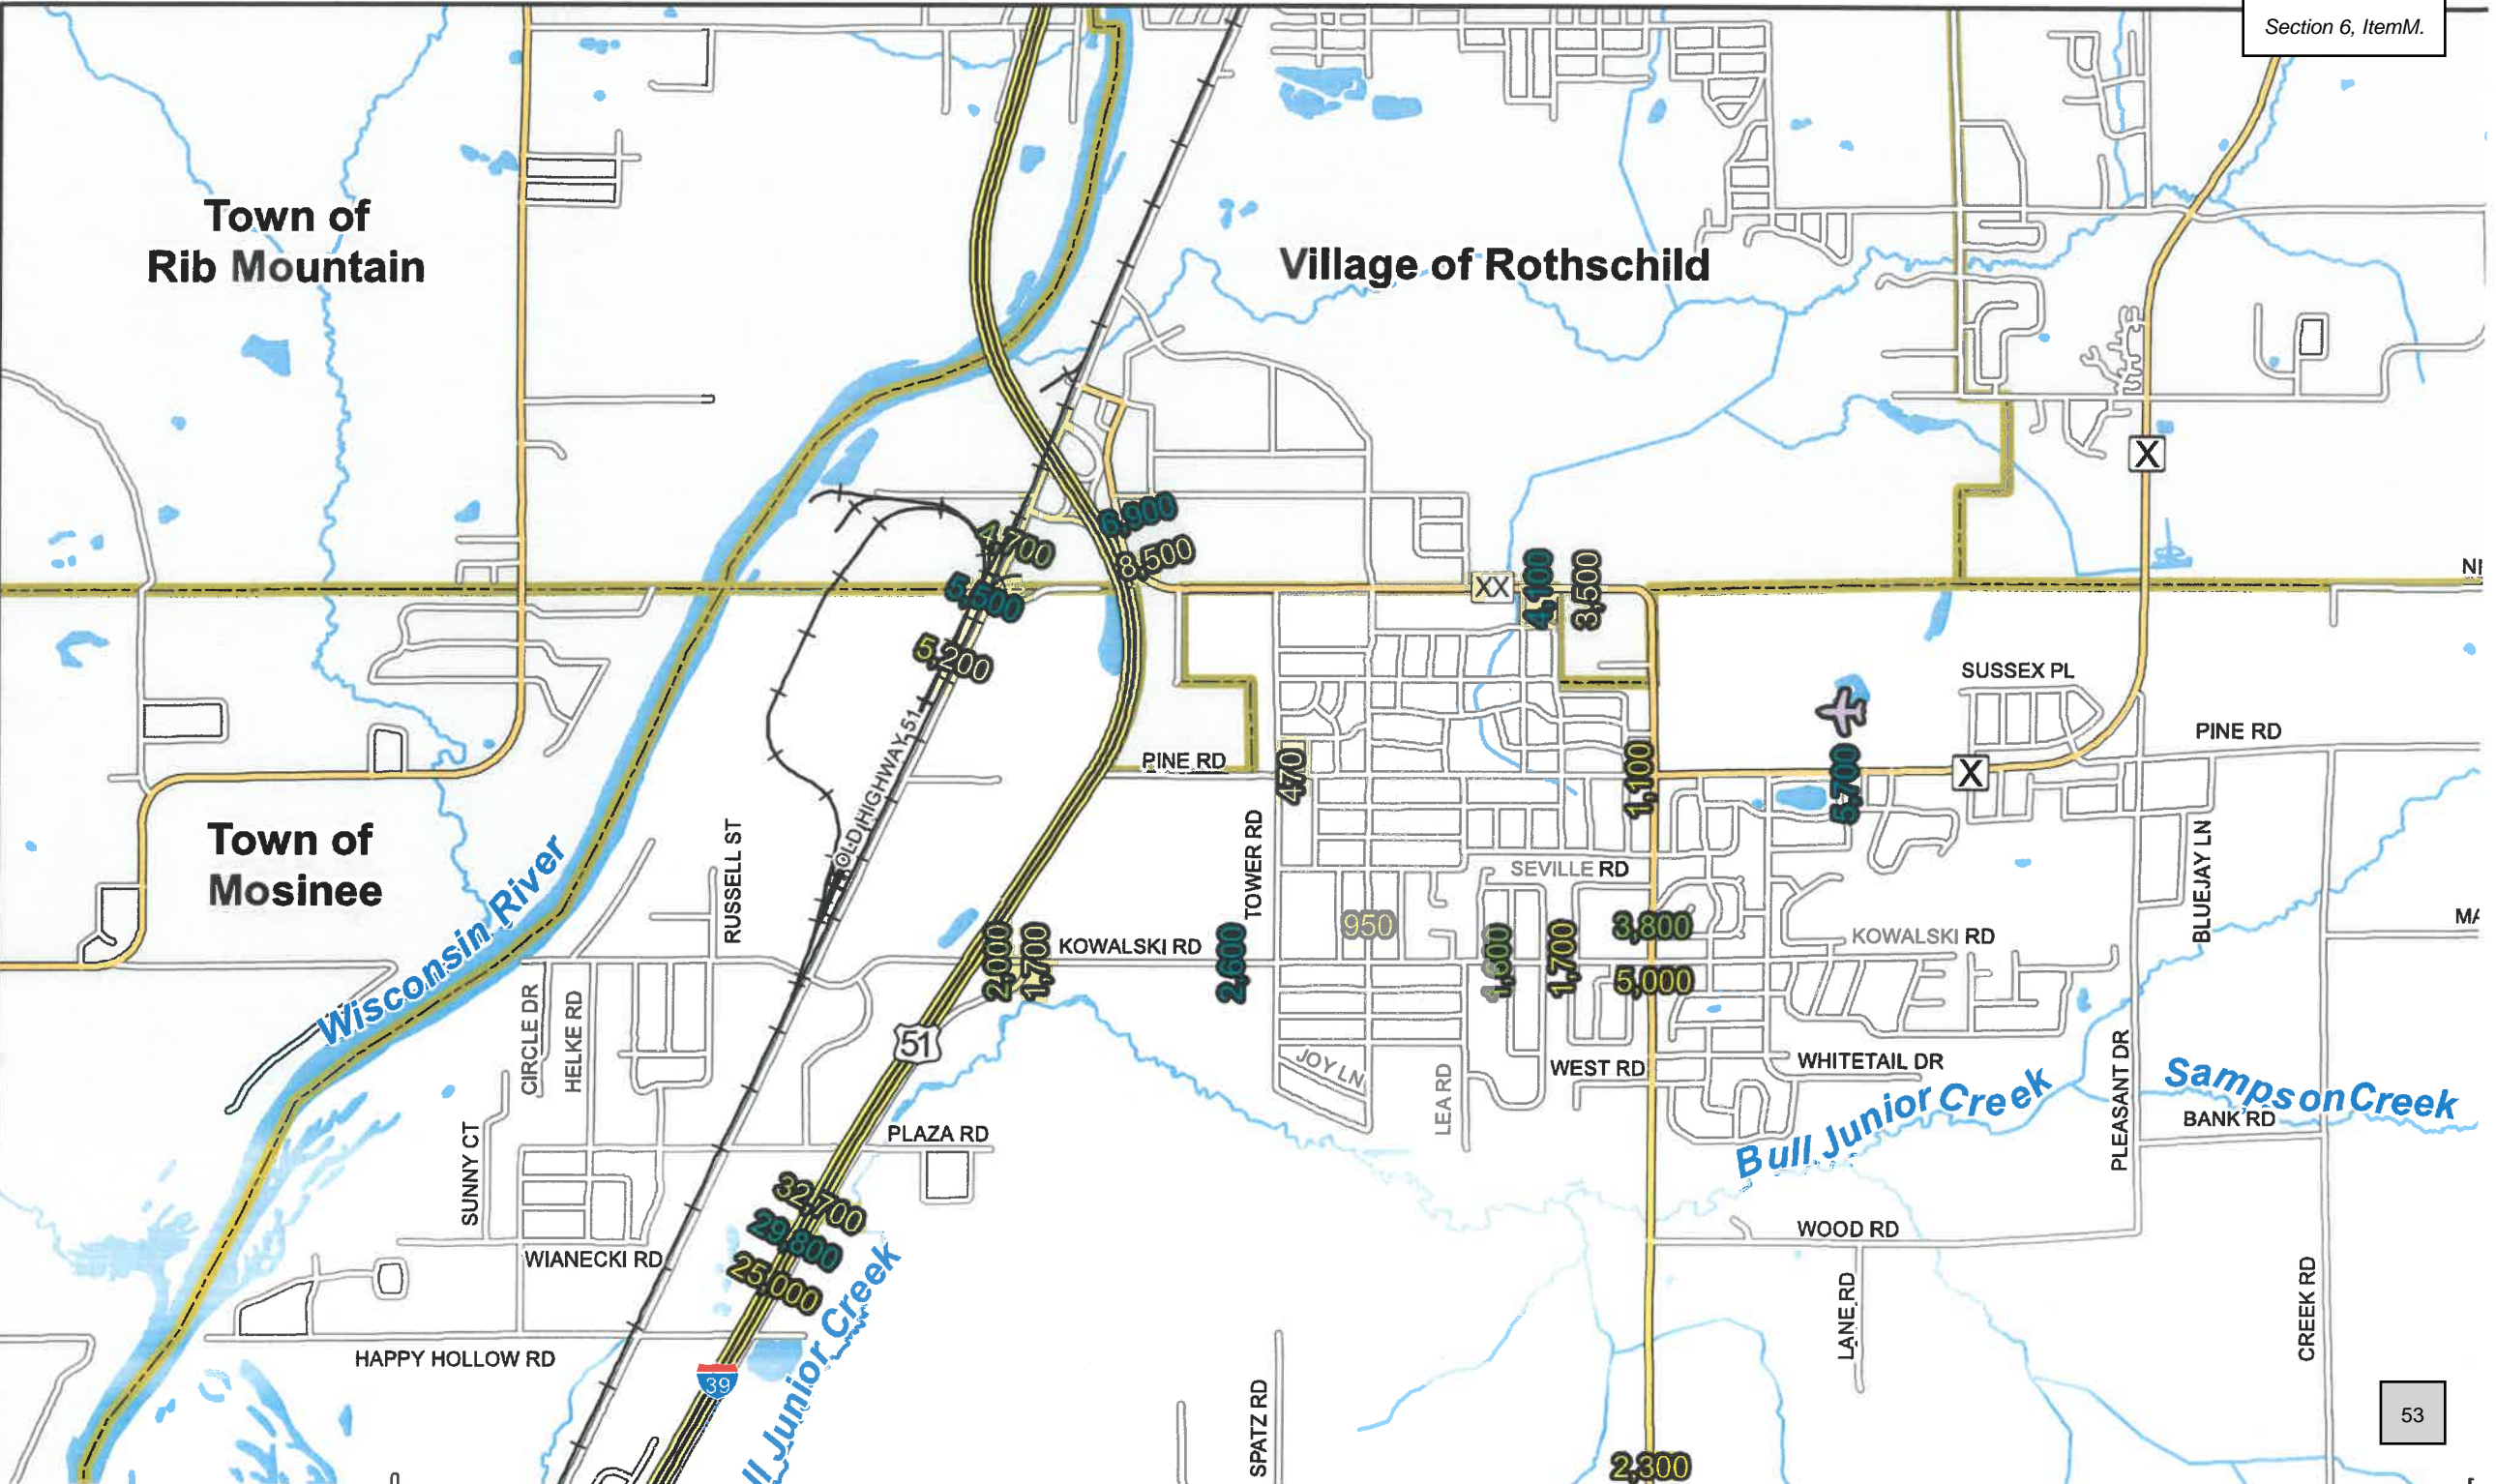 Section 6, ItemM.
Town of
Rib Mountain
Village of Rothschild
X
6,900
4,700
8,500
XX
4,100
3,500
5,500
5,200
SUSSEX PL
PINE RD
PINE RD
470
1,100
5,700
X
OLD HIGHWAY 51
Town of
Mosinee
Wisconsin River
RUSSELL ST
TOWER RD
SEVILLE RD
BLUEJAY LN
950
3,800
2,000
1,700
KOWALSKI RD
2,600
1,700
KOWALSKI RD
5,000
CIRCLE DR
HELKE RD
51
JOY LN
LEA RD
WEST RD
WHITETAIL DR
PLEASANT DR
Sampson Creek
BANK RD
Bull Junior Creek
SUNNY CT
PLAZA RD
32,700
29,800
25,000
WIANECKI RD
WOOD RD
LANE RD
CREEK RD
HAPPY HOLLOW RD
39
ll Junior Creek
SPATZ RD
2,300
53